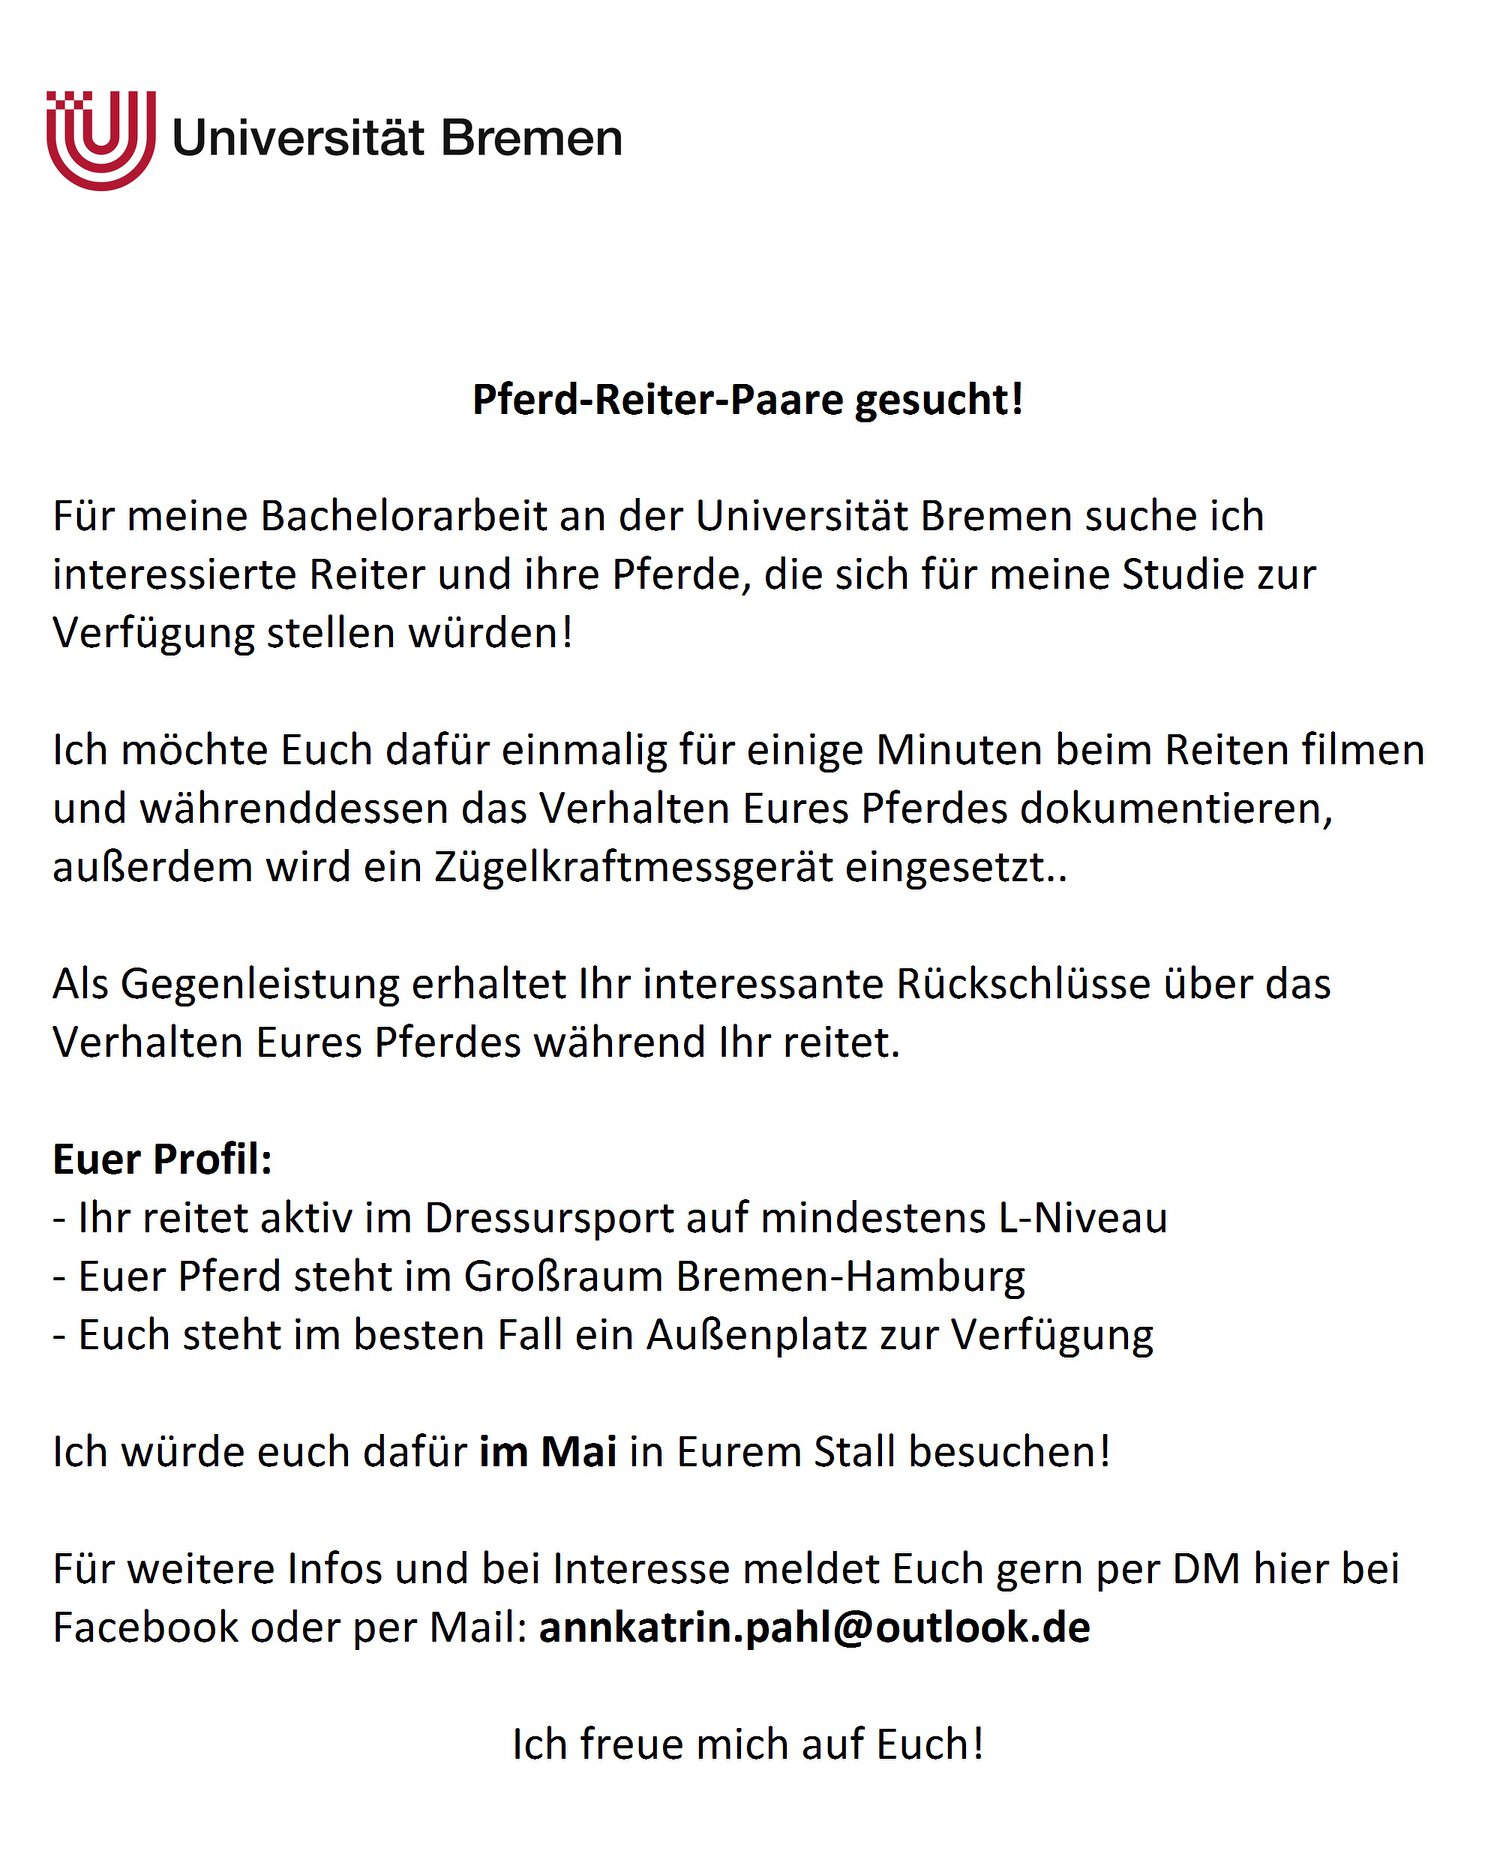 Universität Bremen
Pferd-Reiter-Paare gesucht!
Für meine Bachelorarbeit an der Universität Bremen suche ich
interessierte Reiter und ihre Pferde, die sich für meine Studie zur
Verfügung stellen würden!
Ich möchte Euch dafür einmalig für einige Minuten beim Reiten filmen
und währenddessen das Verhalten Eures Pferdes dokumentieren,
außerdem wird ein Zügelkraftmessgerät eingesetzt..
Als Gegenleistung erhaltet Ihr interessante Rückschlüsse über das
Verhalten Eures Pferdes während Ihr reitet.
Euer Profil:
- Ihr reitet aktiv im Dressursport auf mindestens L-Niveau
- Euer Pferd steht im Großraum Bremen-Hamburg
- Euch steht im besten Fall ein Außenplatz zur Verfügung
Ich würde euch dafür im Mai in Eurem Stall besuchen!
Für weitere Infos und bei Interesse meldet Euch gern per DM hier bei
Facebook oder per Mail: annkatrin.pahl@outlook.de
Ich freue mich auf Euch!